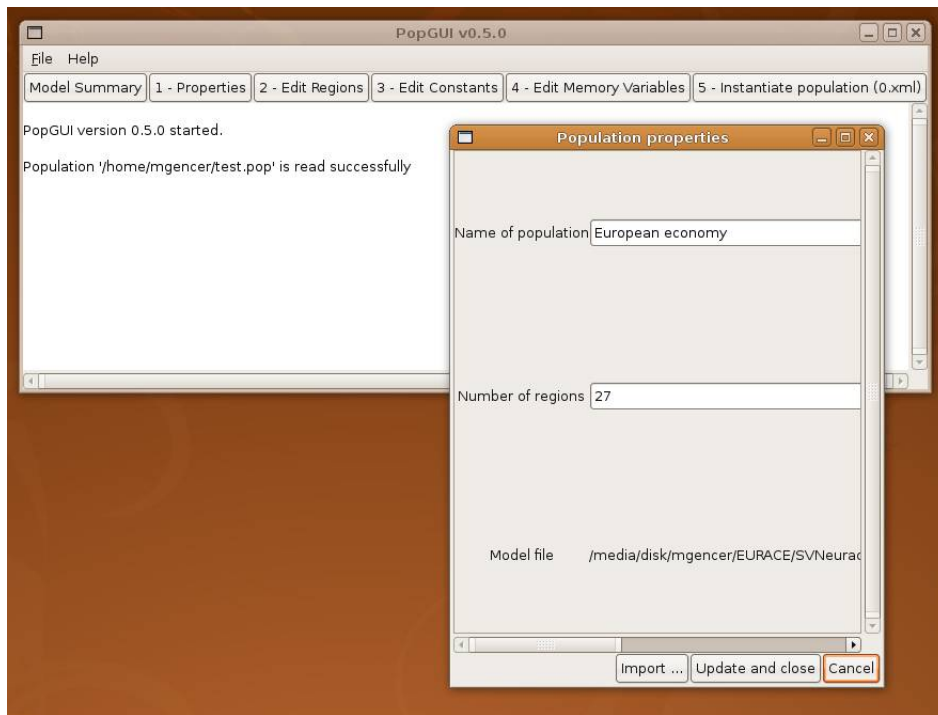 PopGUI v0.5.0
File Help
Model Summary 1 - Properties 2 - Edit Regions 3 - Edit Constants 4 - Edit Memory Variables 5 - Instantiate population (0.xml)
PopGUI version 0.5.0 started.
Population '/home/mgencer/test.pop' is read successfully
Population properties
Name of population European economy
Number of regions 27
Model file /media/disk/mgencer/EURACE/SVNeurac
Import ... Update and close Cancel